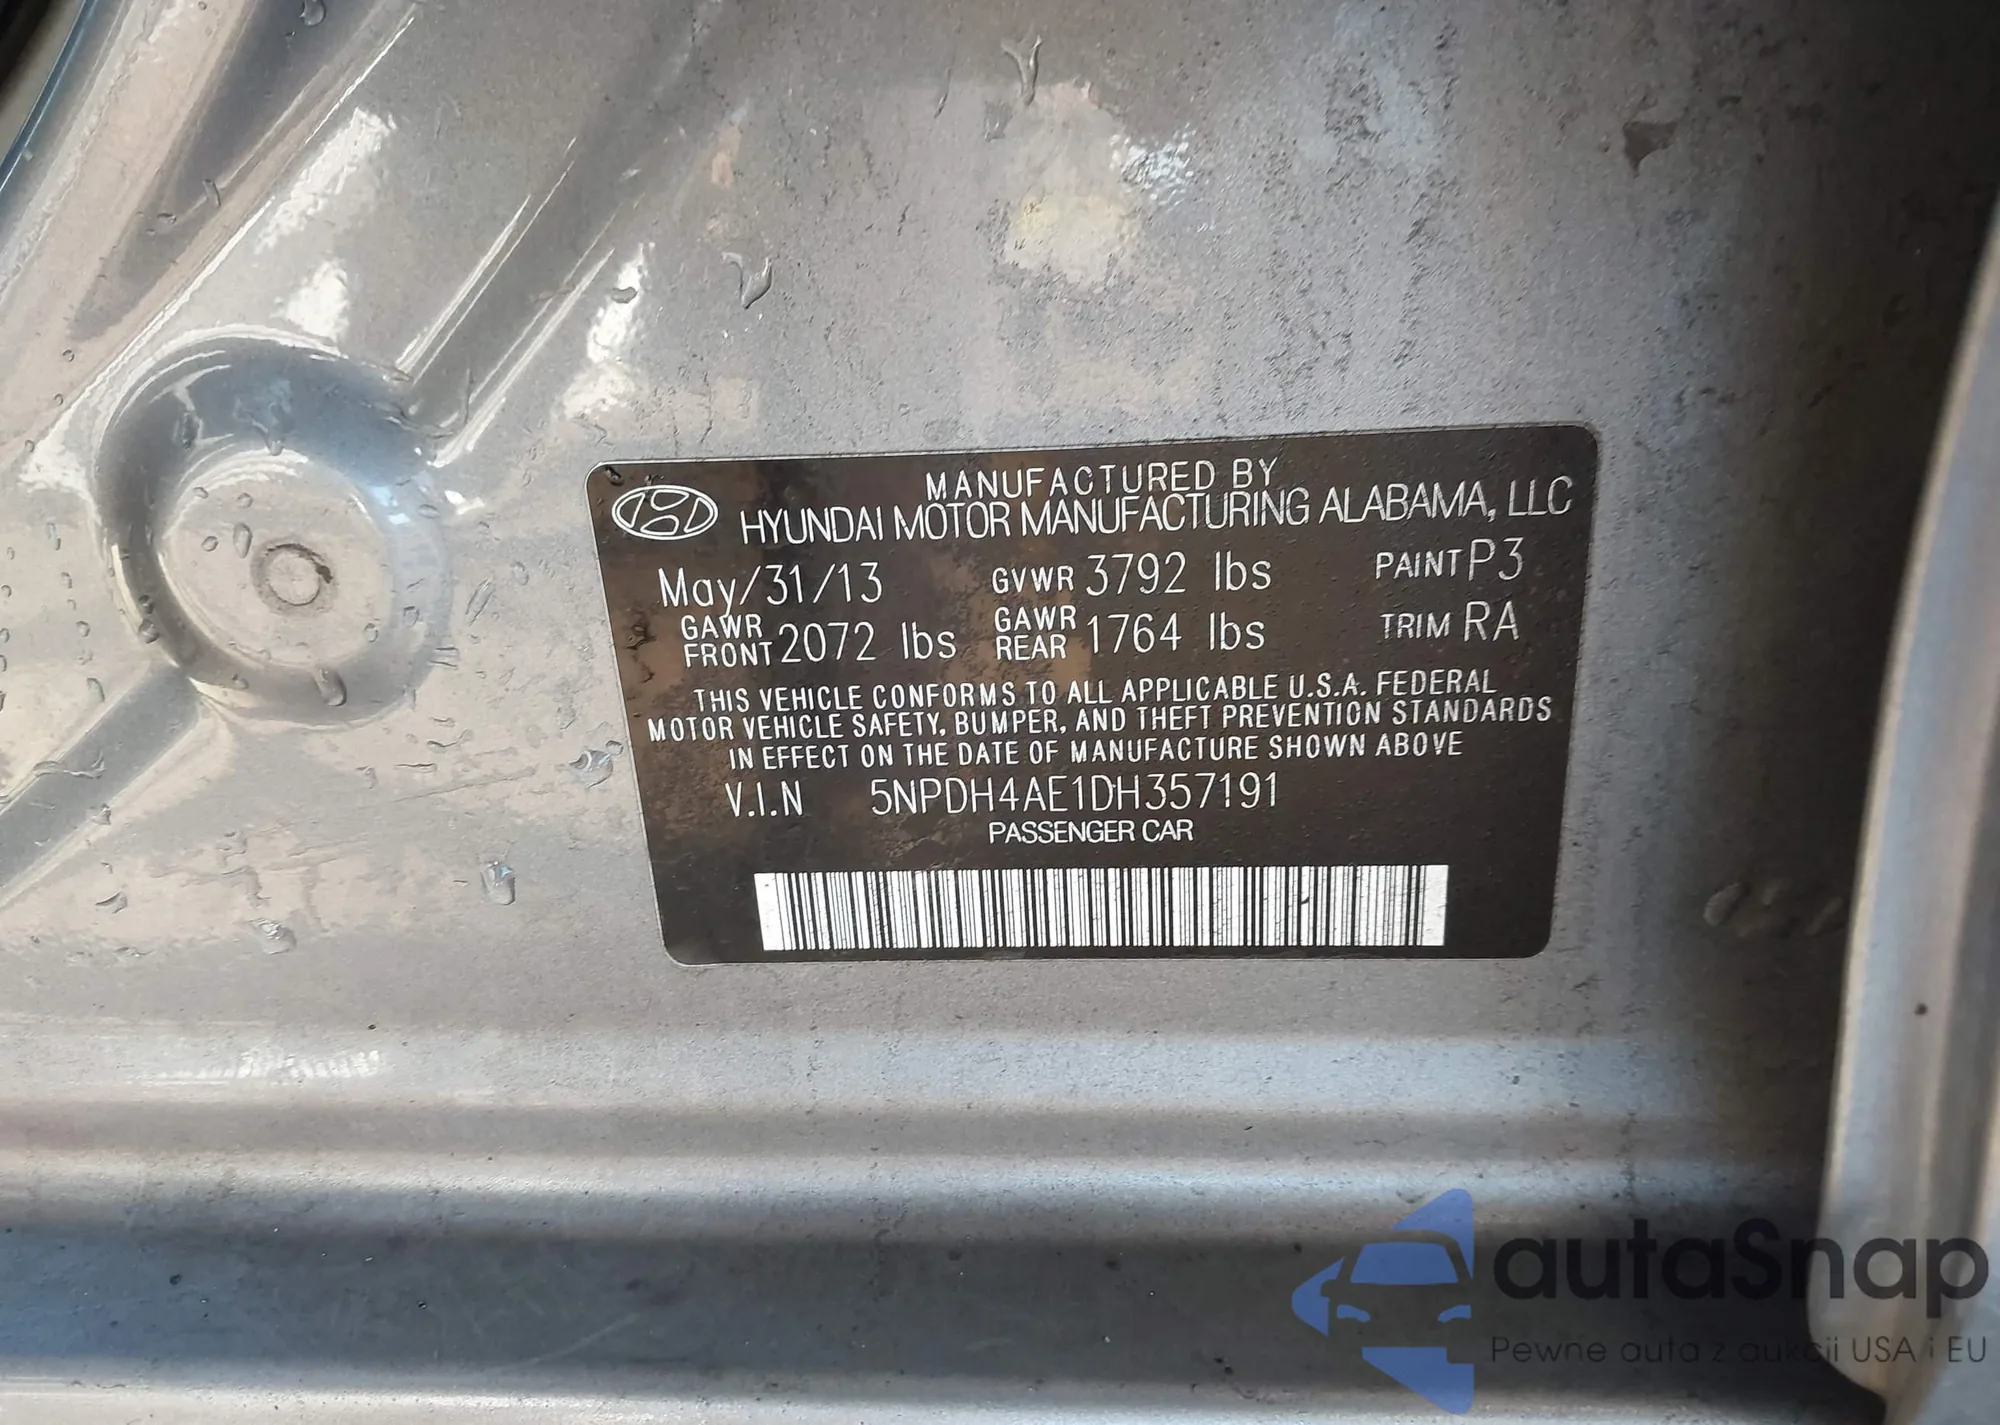 MANUFACTURED BY
HYUNDAI MOTOR MANUFACTURING ALABAMA, LLC
May/31/13 GVWR 3792 lbs PAINT P3
GAWR FRONT 2072 lbs GAWR REAR 1764 lbs TRIM RA
THIS VEHICLE CONFORMS TO ALL APPLICABLE U.S.A. FEDERAL
MOTOR VEHICLE SAFETY, BUMPER, AND THEFT PREVENTION STANDARDS
IN EFFECT ON THE DATE OF MANUFACTURE SHOWN ABOVE
V.I.N 5NPDH4AE1DH357191
PASSENGER CAR
autaSnap
Pewne auta z aukcji USA i EU